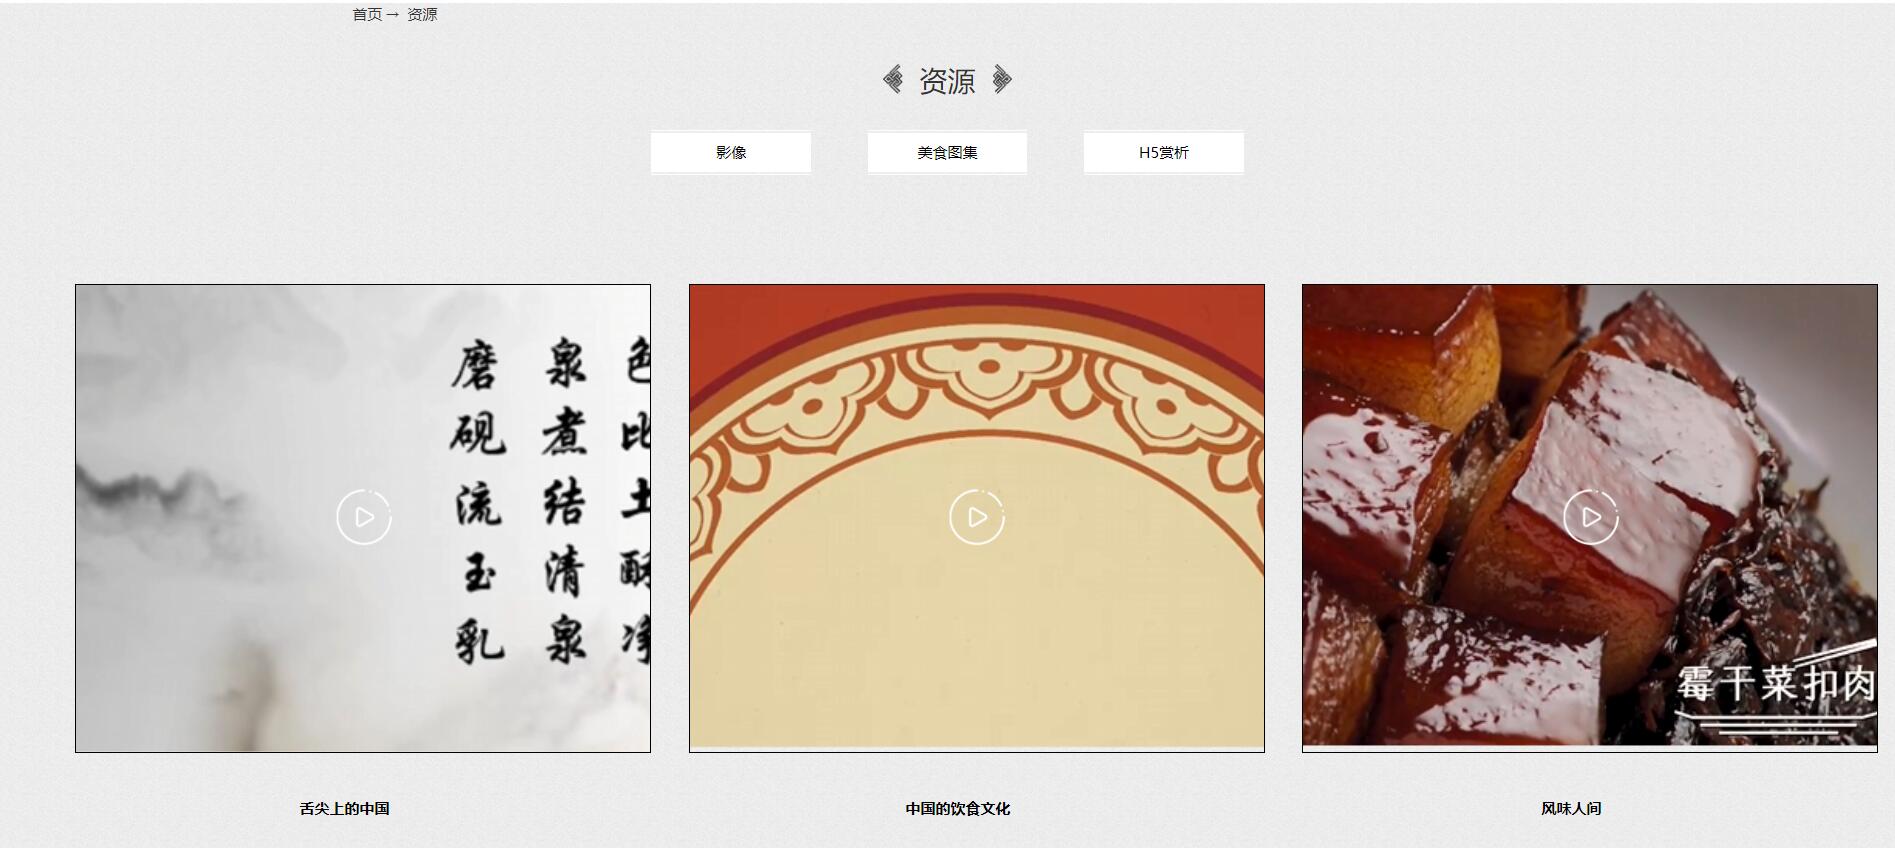 首页 → 资源
资源
影像
美食图集
H5赏析
色比土酥净
泉煮结清泉
磨砚流玉乳
霉干菜扣肉
舌尖上的中国
中国的饮食文化
风味人间